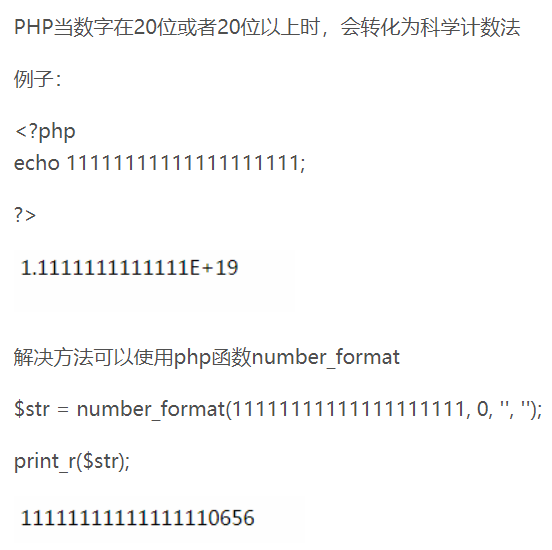 PHP当数字在20位或者20位以上时，会转化为科学计数法
例子：
<?php
echo 11111111111111111111;
?>
1.1111111111111E+19
解决方法可以使用php函数number_format
$str = number_format(11111111111111111111, 0, '', '');
print_r($str);
11111111111111110656